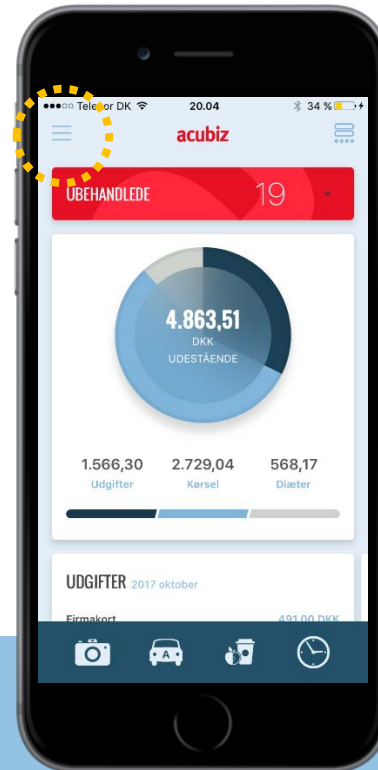 Telenor DK 20.04 34 %
acubiz
UBEHANDLEDE 19
4.863,51
DKK
UDESTÅENDE
1.566,30 2.729,04 568,17
Udgifter Kørsel Diæter
UDGIFTER 2017 oktober
Firmakort 491,00 DKK
A